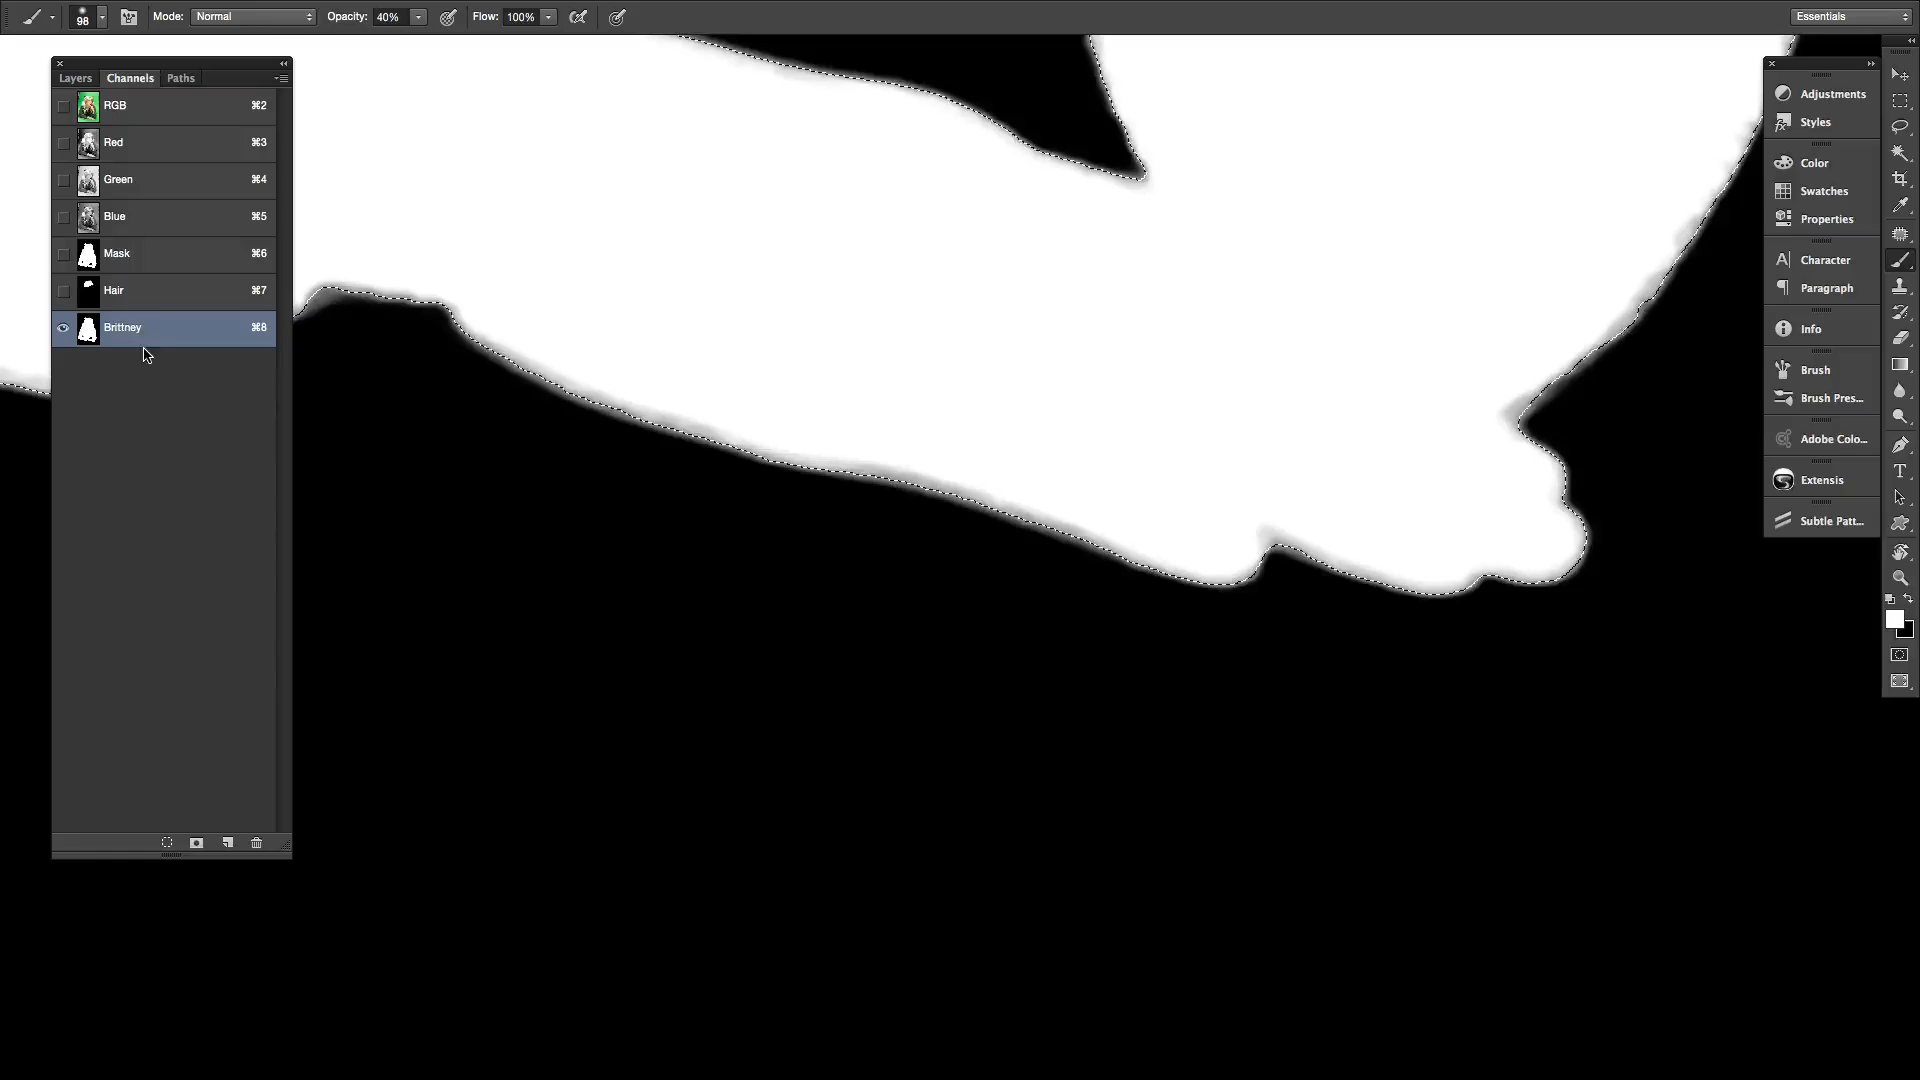 98 Mode: Normal Opacity: 40% Flow: 100% Essentials
Layers Channels Paths
RGB ⌘2
Red ⌘3
Green ⌘4
Blue ⌘5
Mask ⌘6
Hair ⌘7
Brittney ⌘8
Adjustments
Styles
Color
Swatches
Properties
Character
Paragraph
Info
Brush
Brush Pres...
Adobe Colo...
Extensis
Subtle Patt...